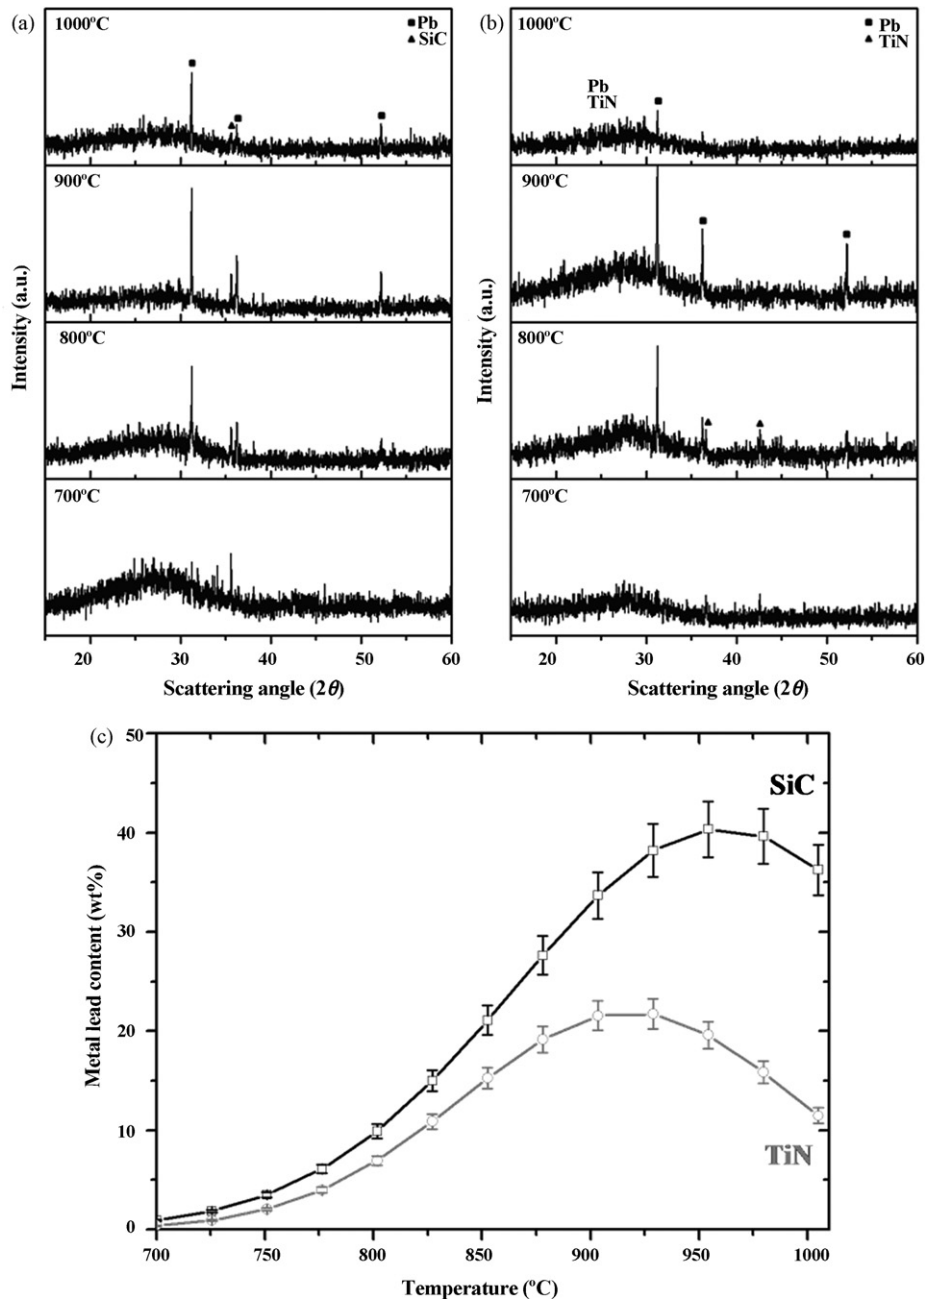 (a)
1000°C
■ Pb
▲ SiC
900°C
800°C
700°C
Intensity (a.u.)
20 30 40 50 60
Scattering angle (2θ)
(b)
1000°C
■ Pb
▲ TiN
Pb
TiN
900°C
800°C
700°C
Intensity (a.u.)
20 30 40 50 60
Scattering angle (2θ)
(c)
50
40
30
20
10
0
Metal lead content (wt%)
SiC
TiN
700 750 800 850 900 950 1000
Temperature (°C)